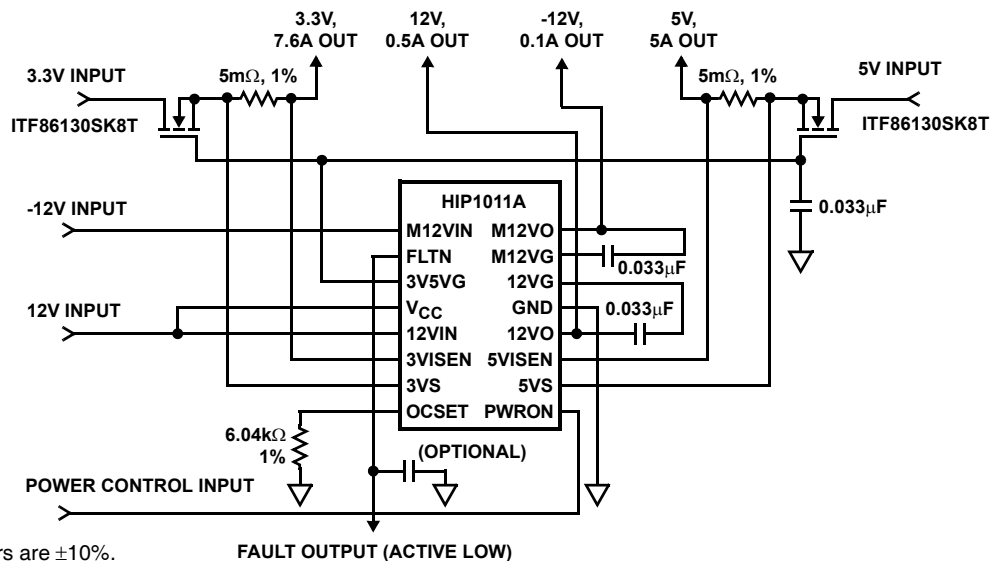 3.3V,
7.6A OUT
12V,
0.5A OUT
-12V,
0.1A OUT
5V,
5A OUT
3.3V INPUT
5mΩ, 1%
5mΩ, 1%
5V INPUT
ITF86130SK8T
ITF86130SK8T
HIP1011A
-12V INPUT
0.033µF
M12VIN M12VO
FLTN M12VG
0.033µF
3V5VG 12VG
12V INPUT
VCC GND
0.033µF
12VIN 12VO
3VISEN 5VISEN
3VS 5VS
OCSET PWRON
6.04kΩ
1%
(OPTIONAL)
POWER CONTROL INPUT
rs are ±10%.
FAULT OUTPUT (ACTIVE LOW)